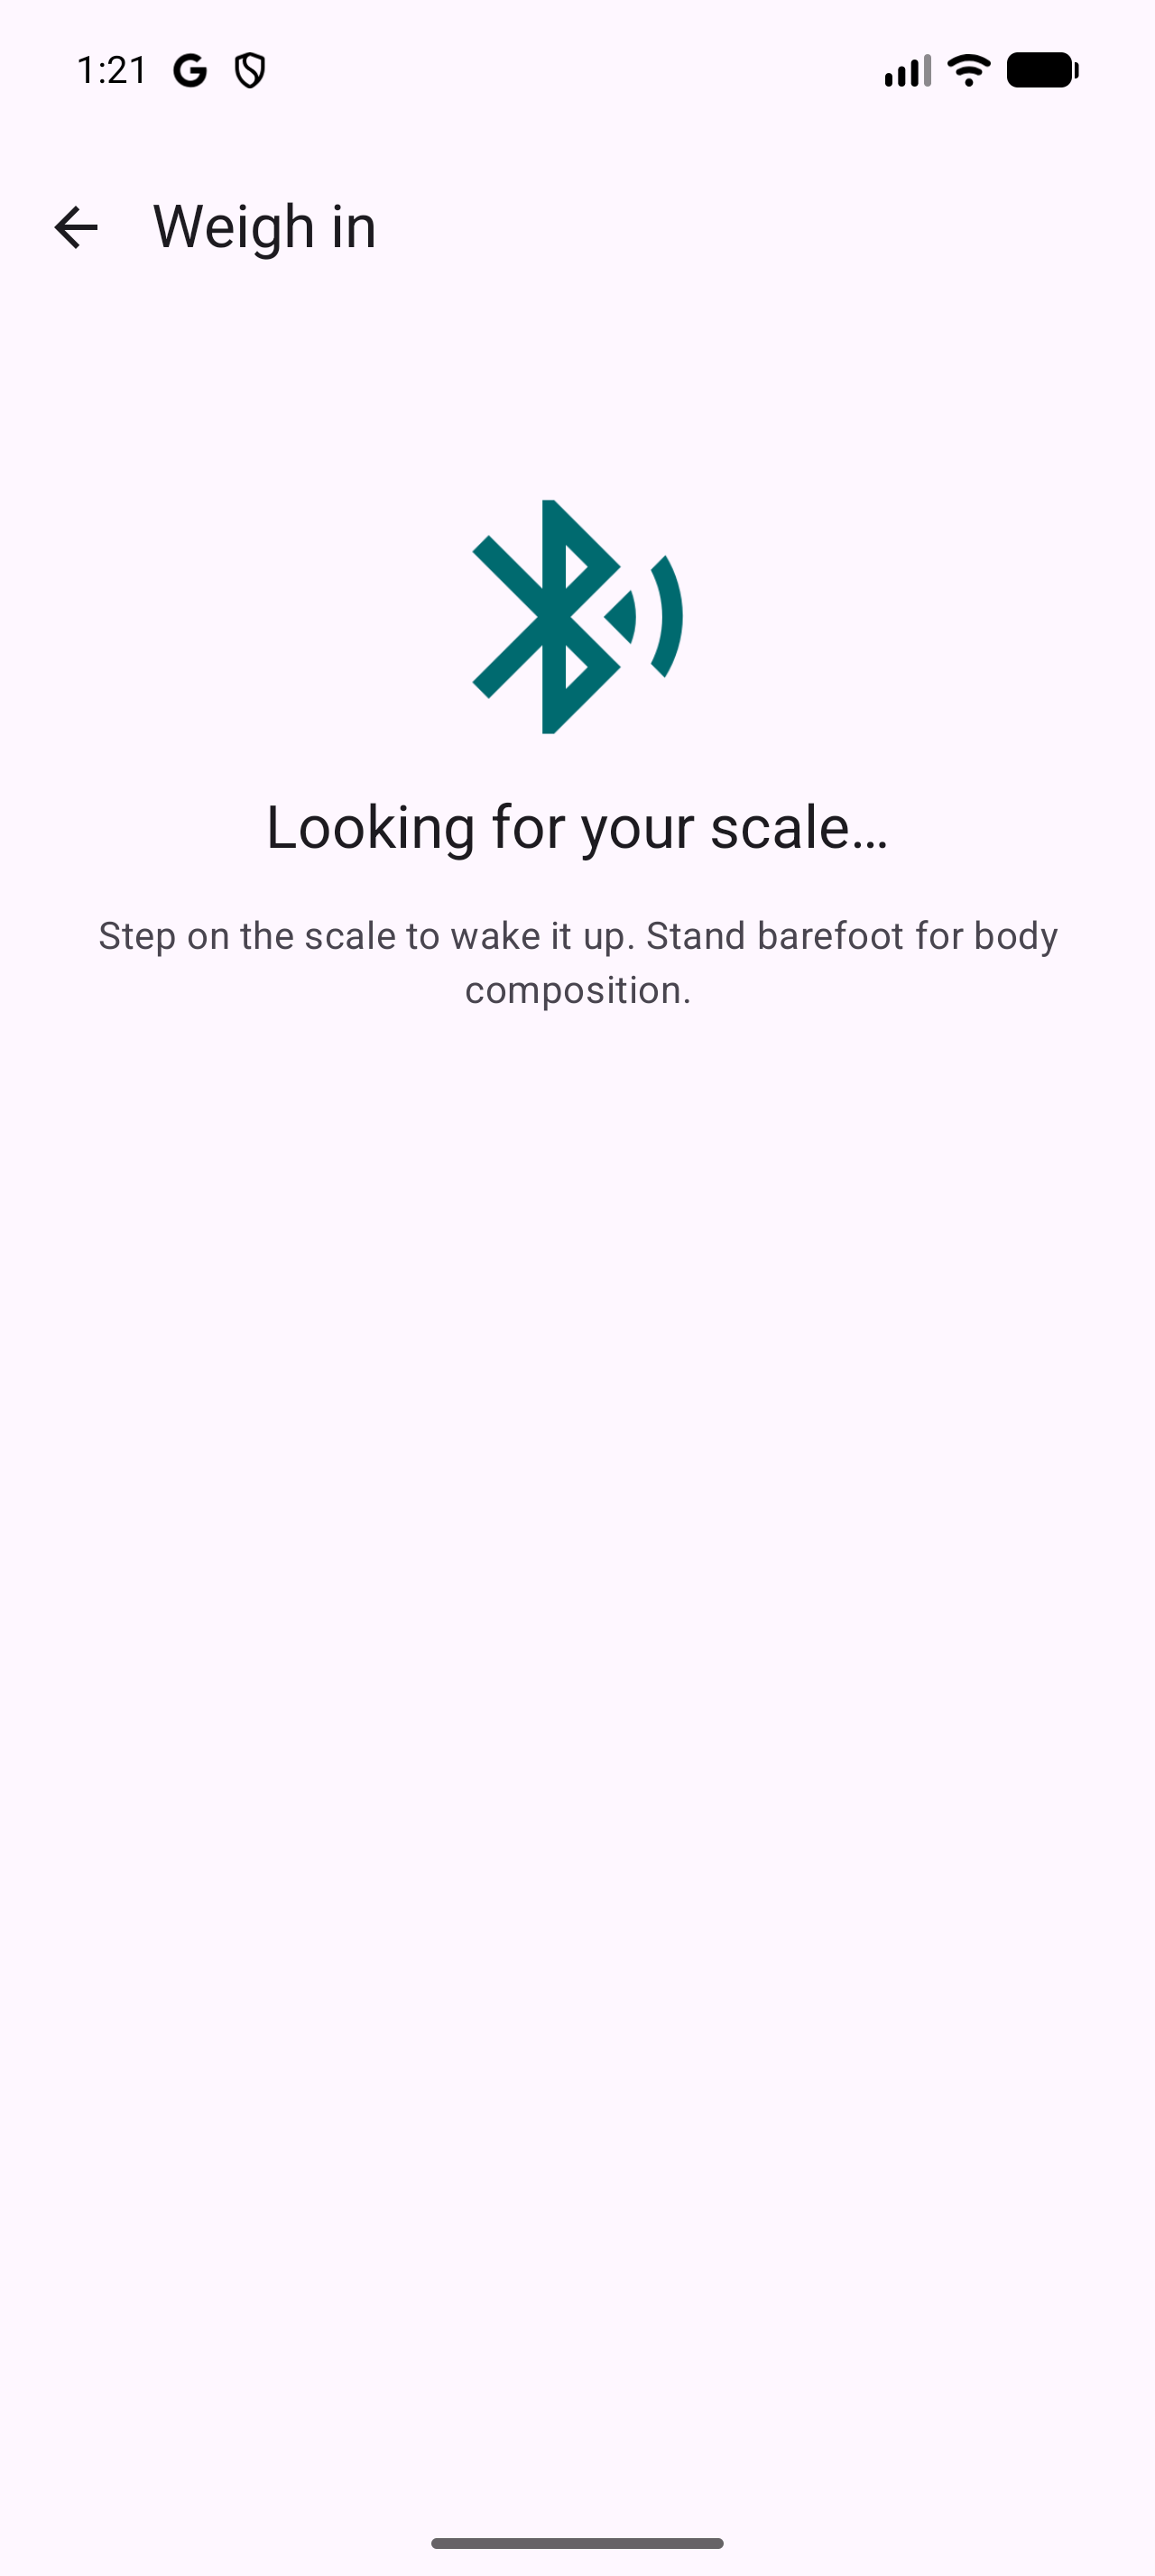 1:21
Weigh in
Looking for your scale…
Step on the scale to wake it up. Stand barefoot for body
composition.